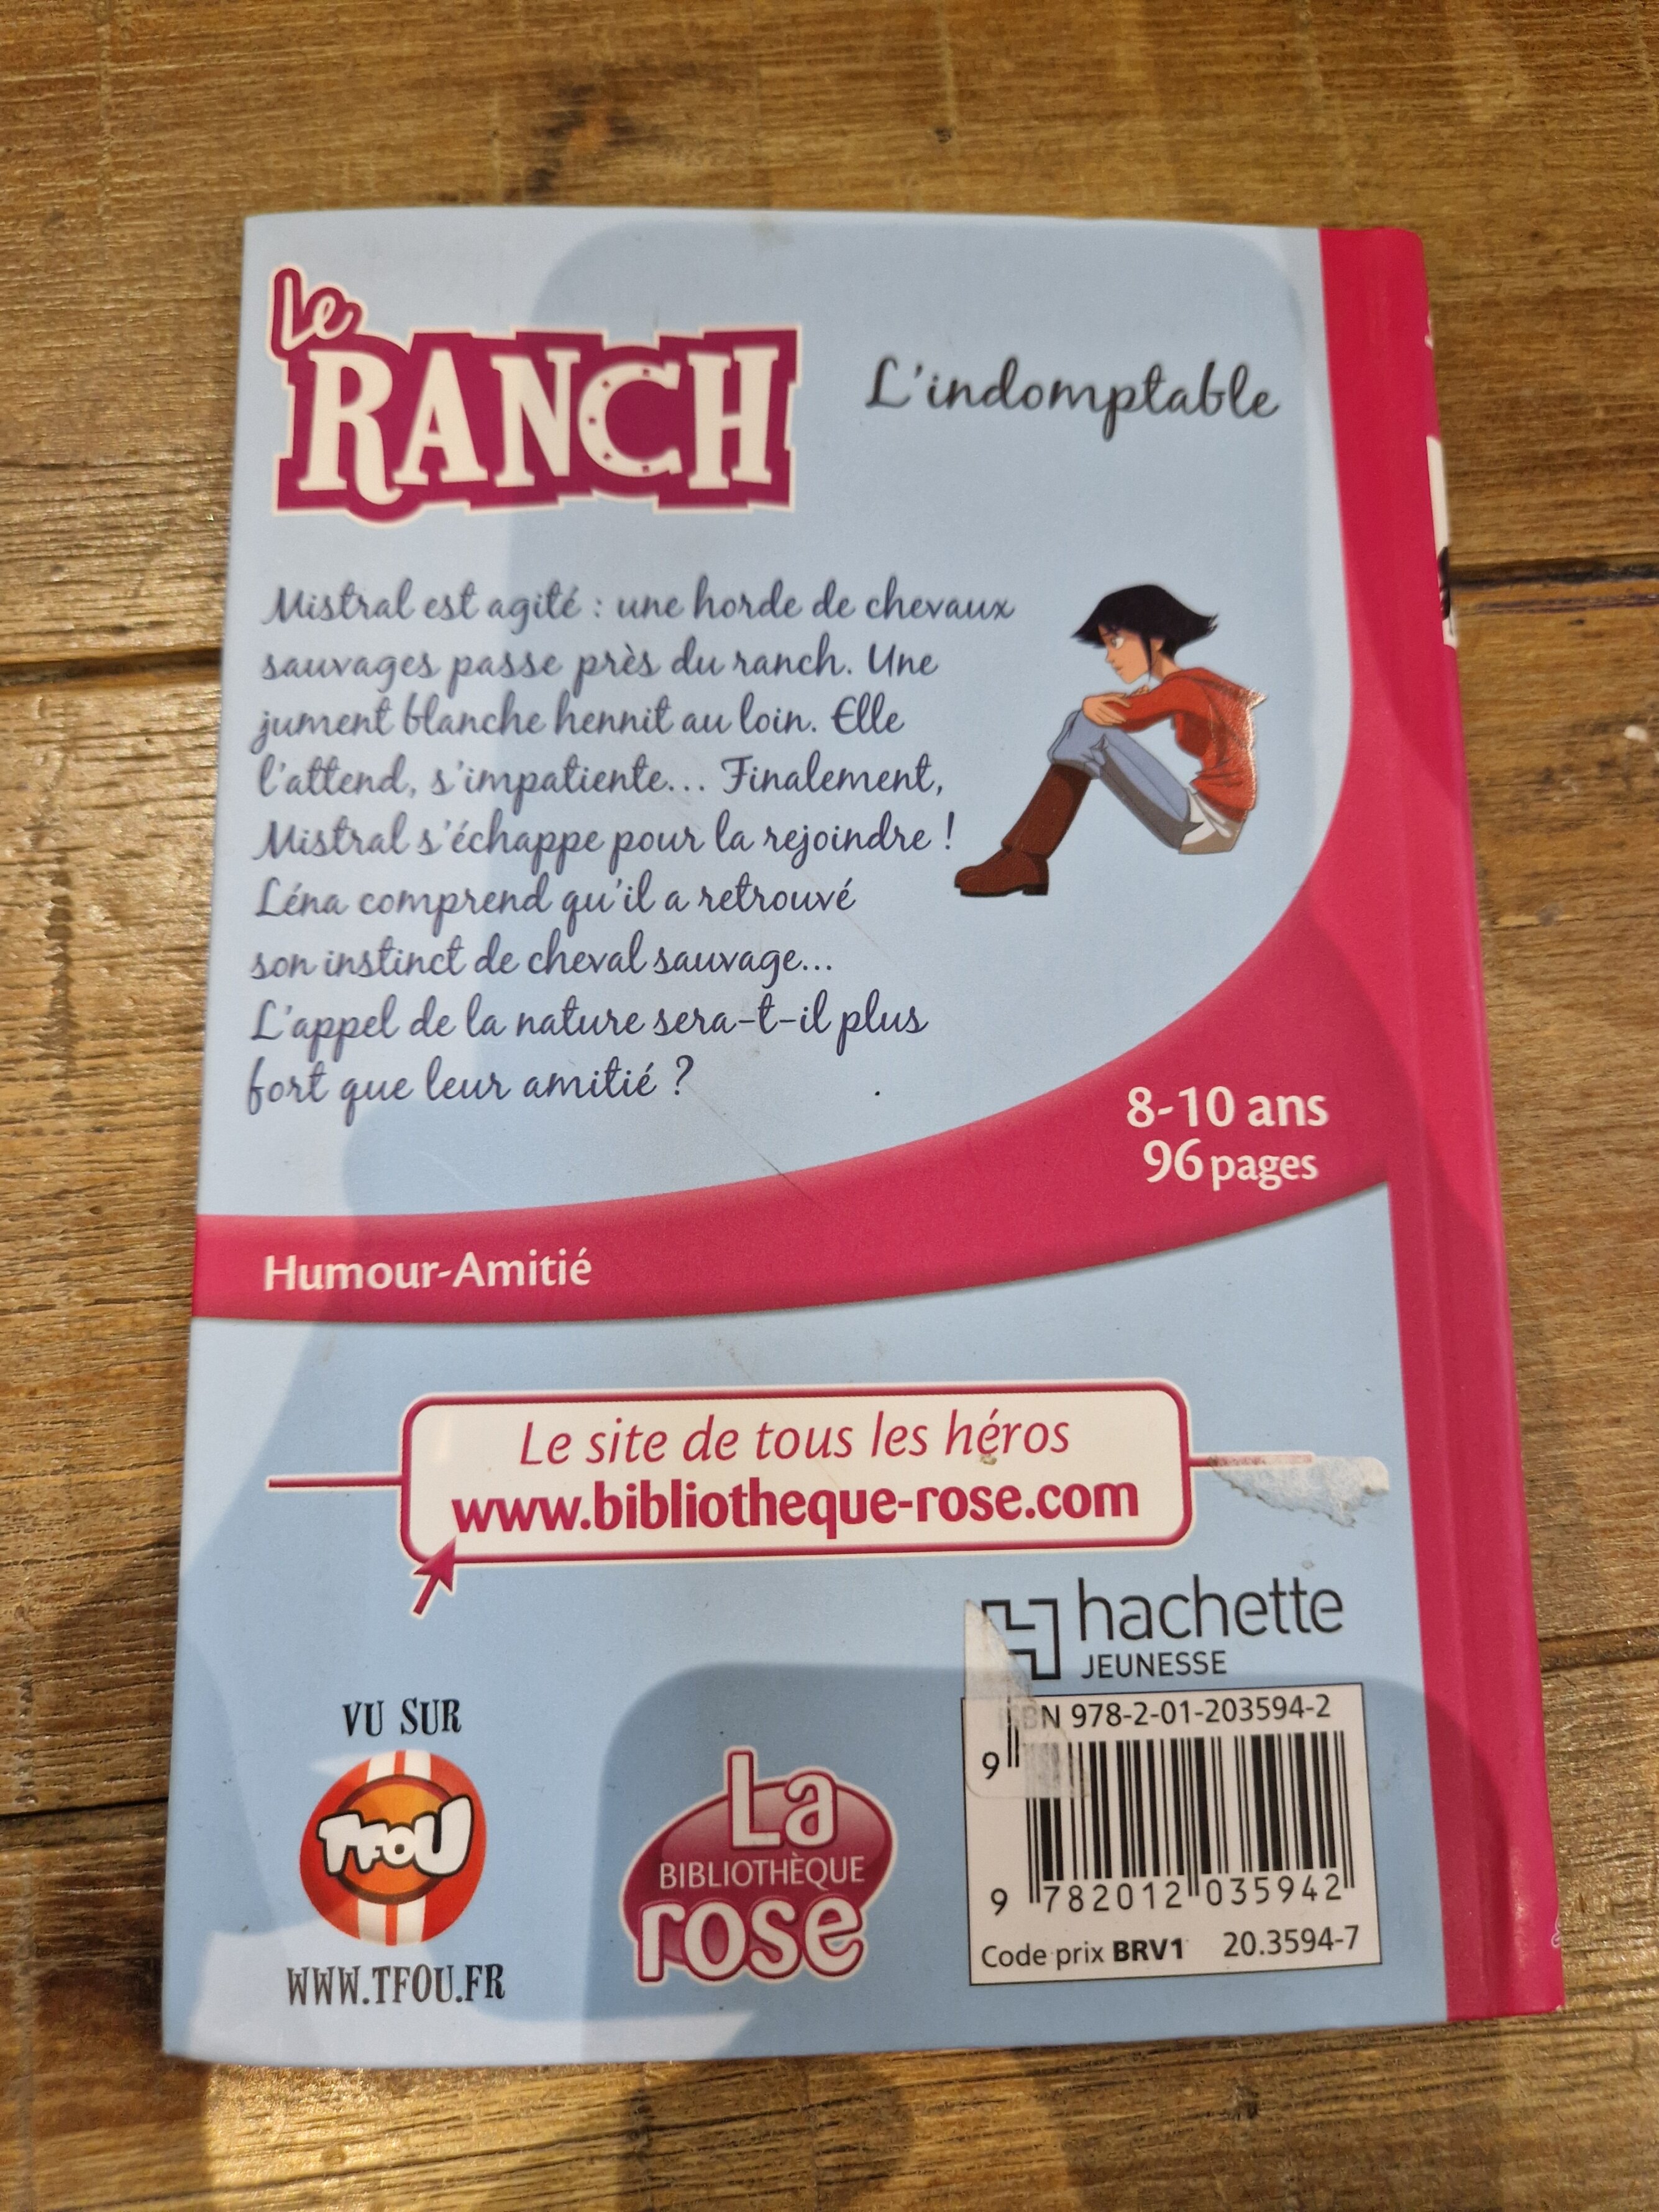 Le
RANCH
L'indomptable
Mistral est agité : une horde de chevaux
sauvages passe près du ranch. Une
jument blanche hennit au loin. Elle
l'attend, s'impatiente... Finalement,
Mistral s'échappe pour la rejoindre !
Léna comprend qu'il a retrouvé
son instinct de cheval sauvage...
L'appel de la nature sera-t-il plus
fort que leur amitié ?
8-10 ans
96 pages
Humour-Amitié
Le site de tous les héros
www.bibliotheque-rose.com
hachette
JEUNESSE
VU SUR
TFOU
WWW.TFOU.FR
La
BIBLIOTHÈQUE
rose
ISBN 978-2-01-203594-2
9
9 782012 035942
Code prix BRV1 20.3594-7